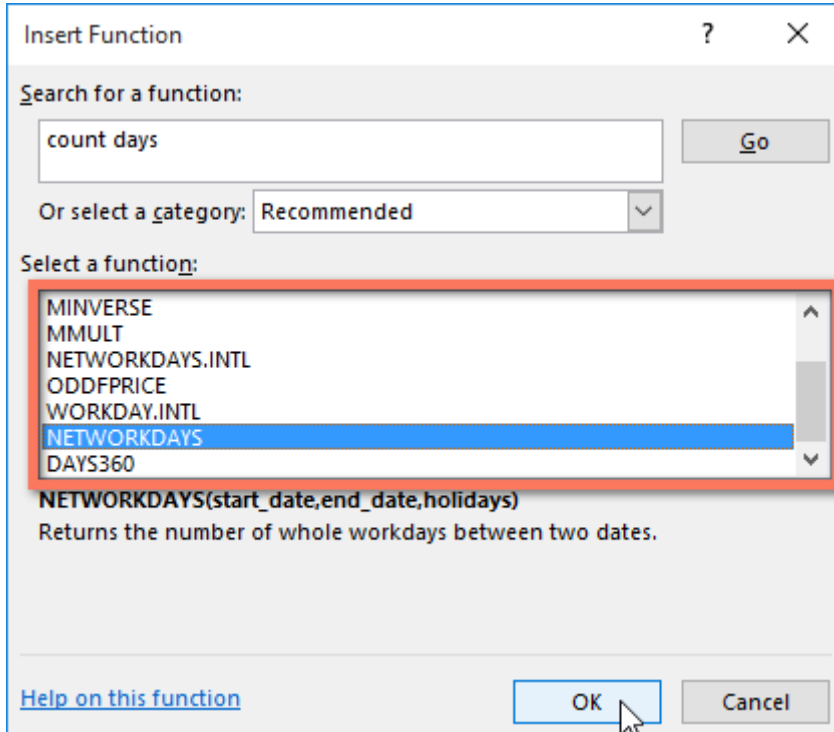 Insert Function ? ×
Search for a function:
count days
Go
Or select a category: Recommended
Select a function:
MINVERSE
MMULT
NETWORKDAYS.INTL
ODDFPRICE
WORKDAY.INTL
NETWORKDAYS
DAYS360
NETWORKDAYS(start_date,end_date,holidays)
Returns the number of whole workdays between two dates.
Help on this function
OK
Cancel